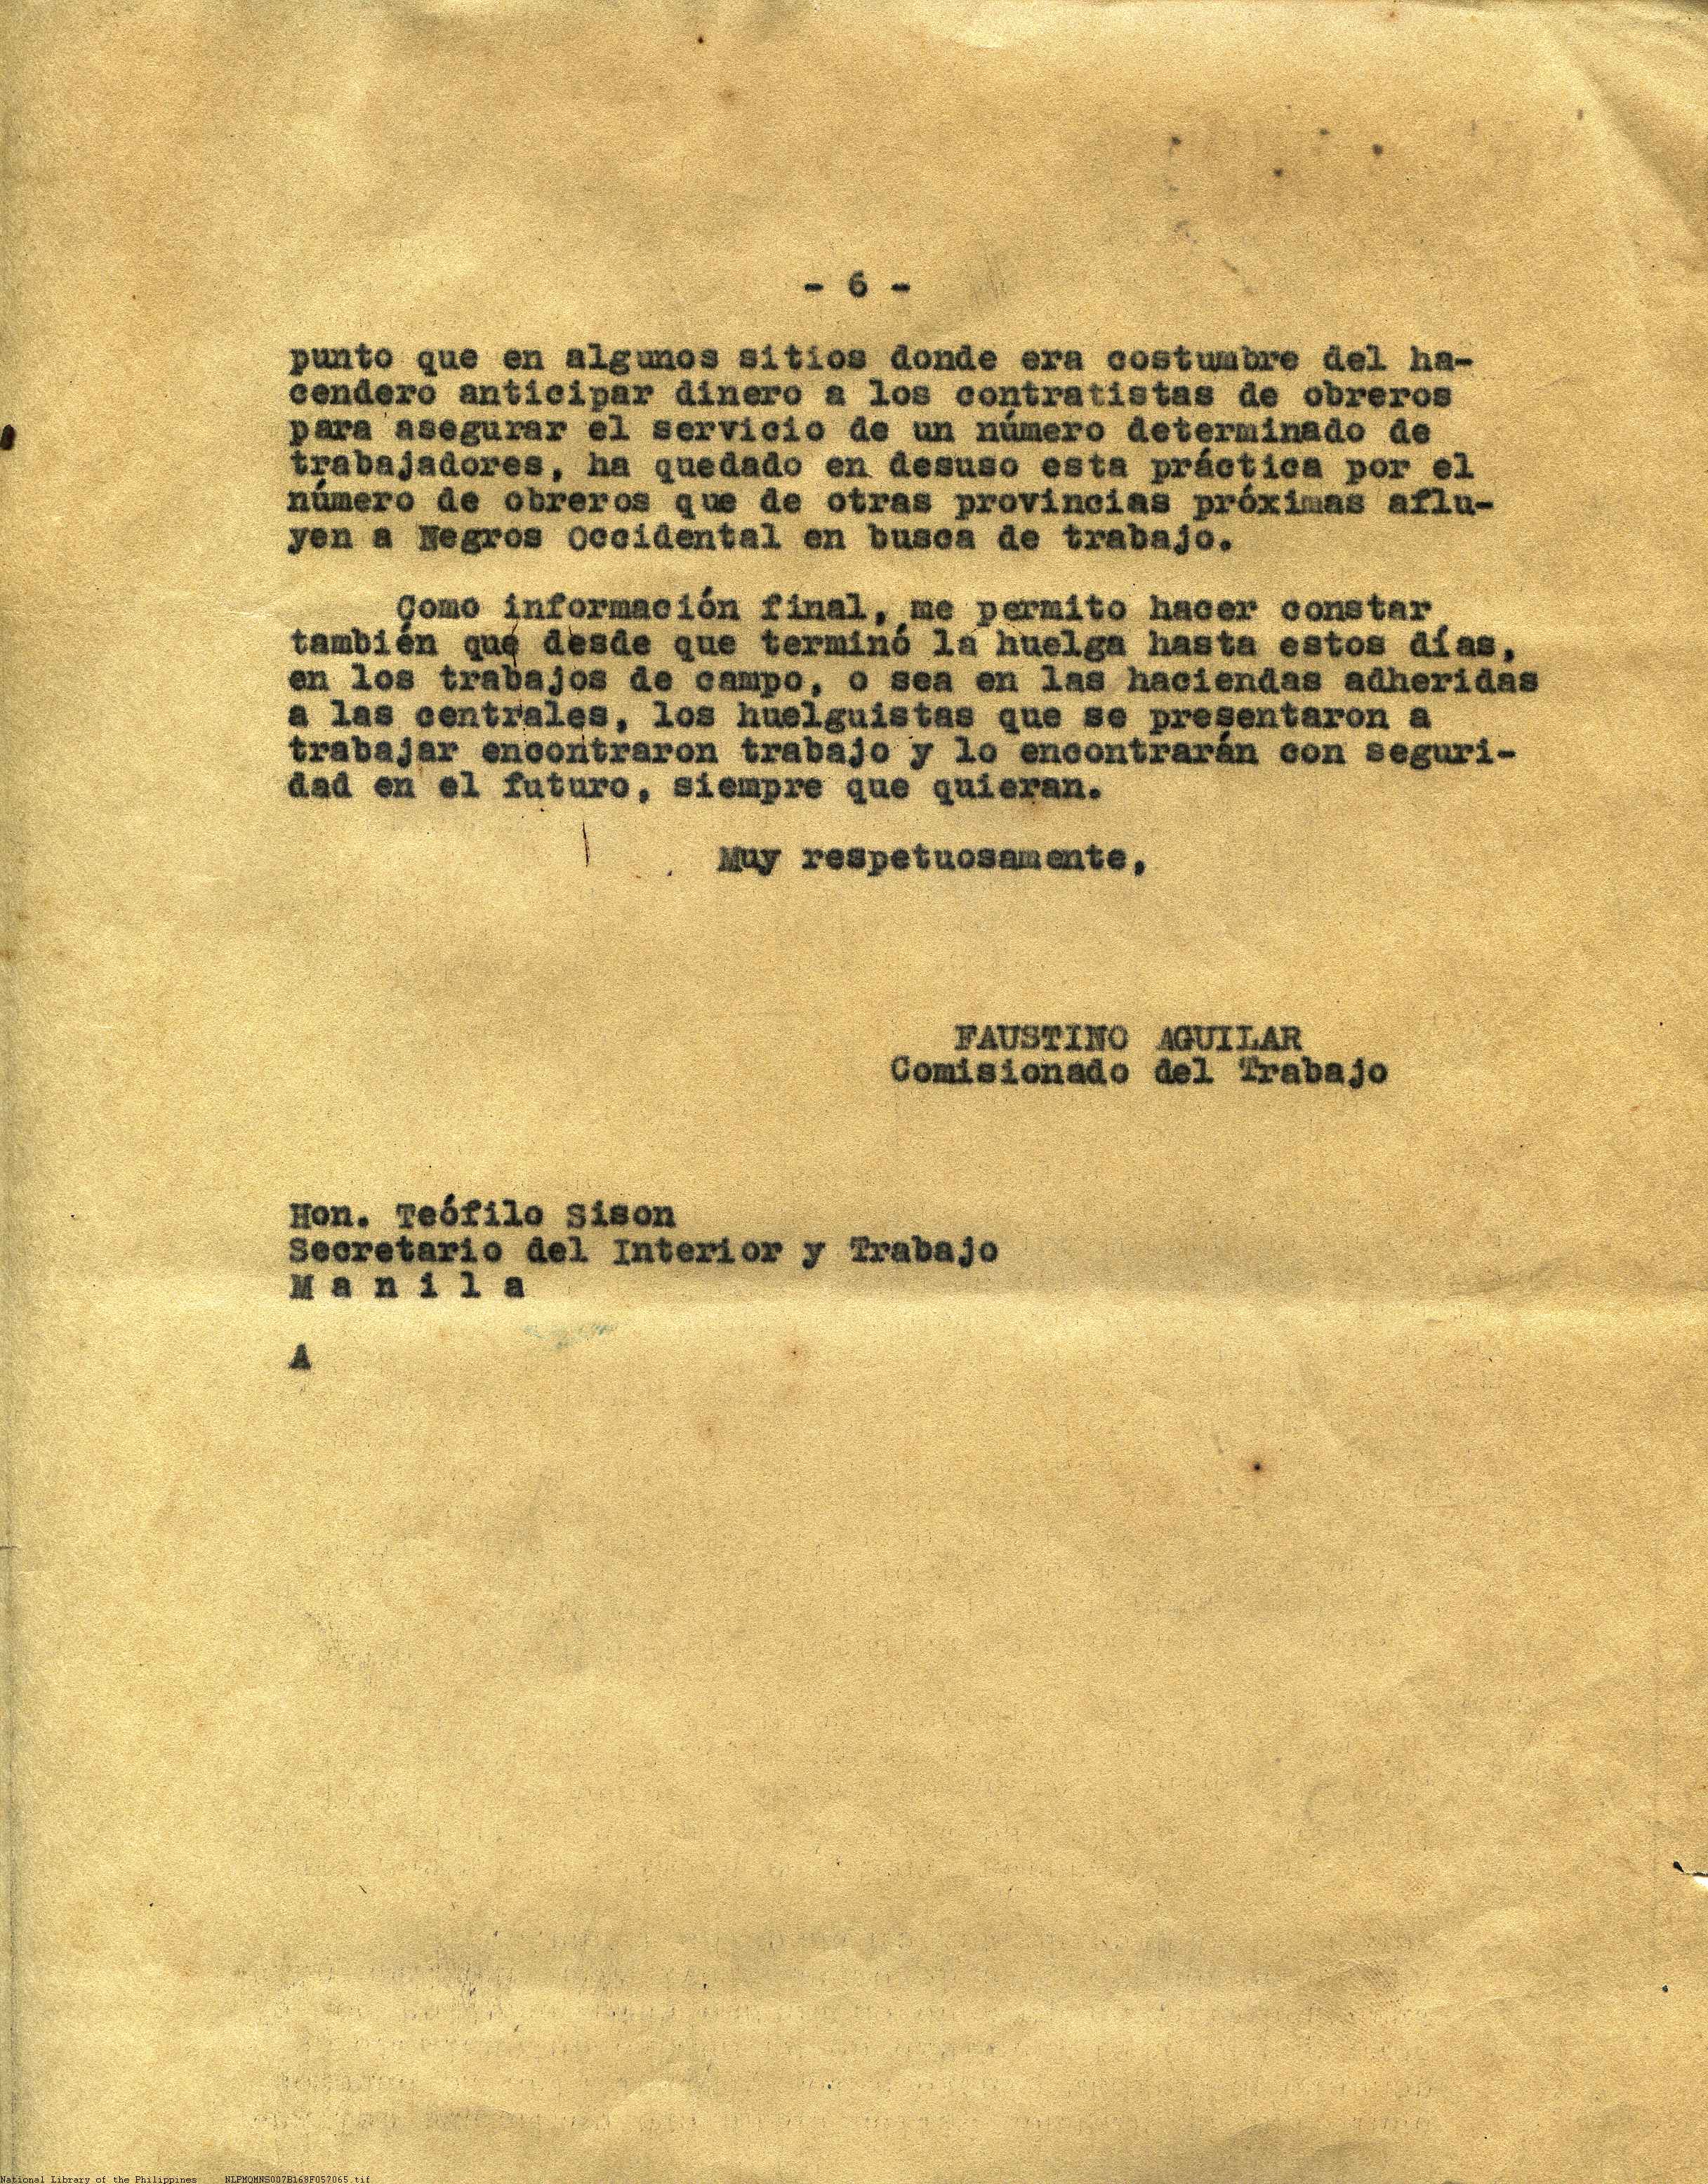 - 6 -
punto que en algunos sitios donde era costumbre del ha-
cendero anticipar dinero a los contratistas de obreros
para asegurar el servicio de un número determinado de
trabajadores, ha quedado en desuso esta práctica por el
número de obreros que de otras provincias próximas aflu-
yen a Negros Occidental en busca de trabajo.
Como información final, me permito hacer constar
también que desde que terminó la huelga hasta estos días,
en los trabajos de campo, o sea en las haciendas adheridas
a las centrales, los huelguistas que se presentaron a
trabajar encontraron trabajo y lo encontrarán con seguri-
dad en el futuro, siempre que quieran.
Muy respetuosamente,
FAUSTINO AGUILAR
Comisionado del Trabajo
Hon. Teófilo Sison
Secretario del Interior y Trabajo
M a n i l a
A
National Library of the Philippines NLPMQMNS007B168F057065.tif